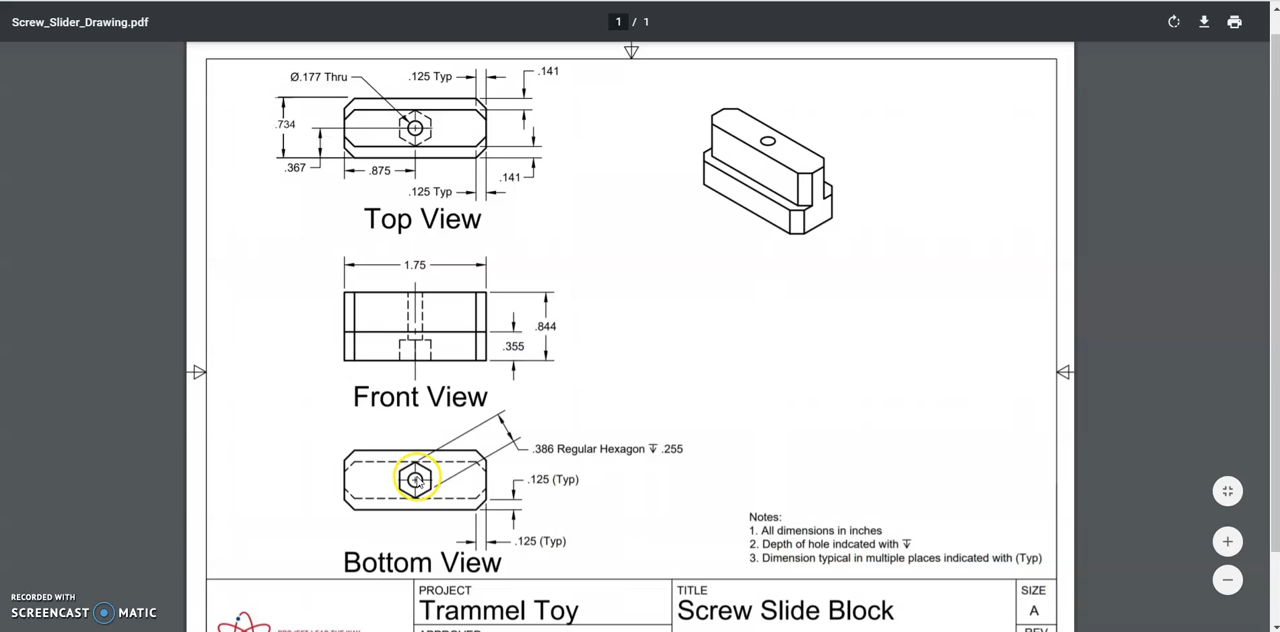 Screw_Slider_Drawing.pdf
1 / 1
Ø.177 Thru
.125 Typ
.141
.734
.367
.875
.141
.125 Typ
Top View
1.75
.844
.355
Front View
.386 Regular Hexagon ↧ .255
.125 (Typ)
.125 (Typ)
Bottom View
Notes:
1. All dimensions in inches
2. Depth of hole indcated with ↧
3. Dimension typical in multiple places indicated with (Typ)
PROJECT
Trammel Toy
TITLE
Screw Slide Block
SIZE
A
RECORDED WITH
SCREENCAST MATIC